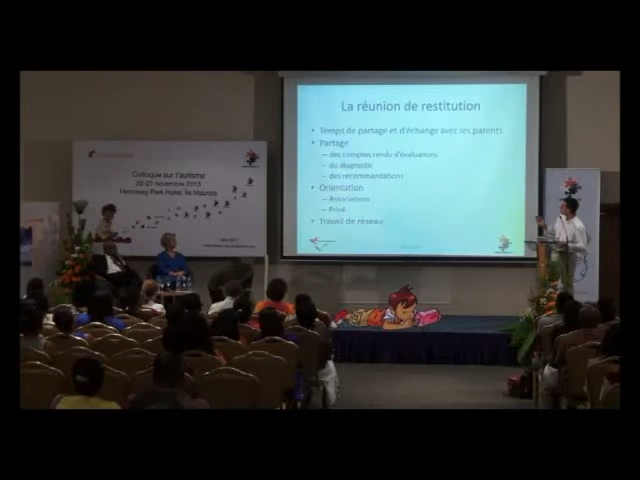 La réunion de restitution
• Temps de partage et d'échange avec les parents
• Partage
– des comptes rendu d'évaluations
– du diagnostic
– des recommandations
• Orientation
– Associations
– Privé
• Travail de réseau
Colloque sur l'autisme
20-21 novembre 2013
Hennessy Park Hotel, Île Maurice